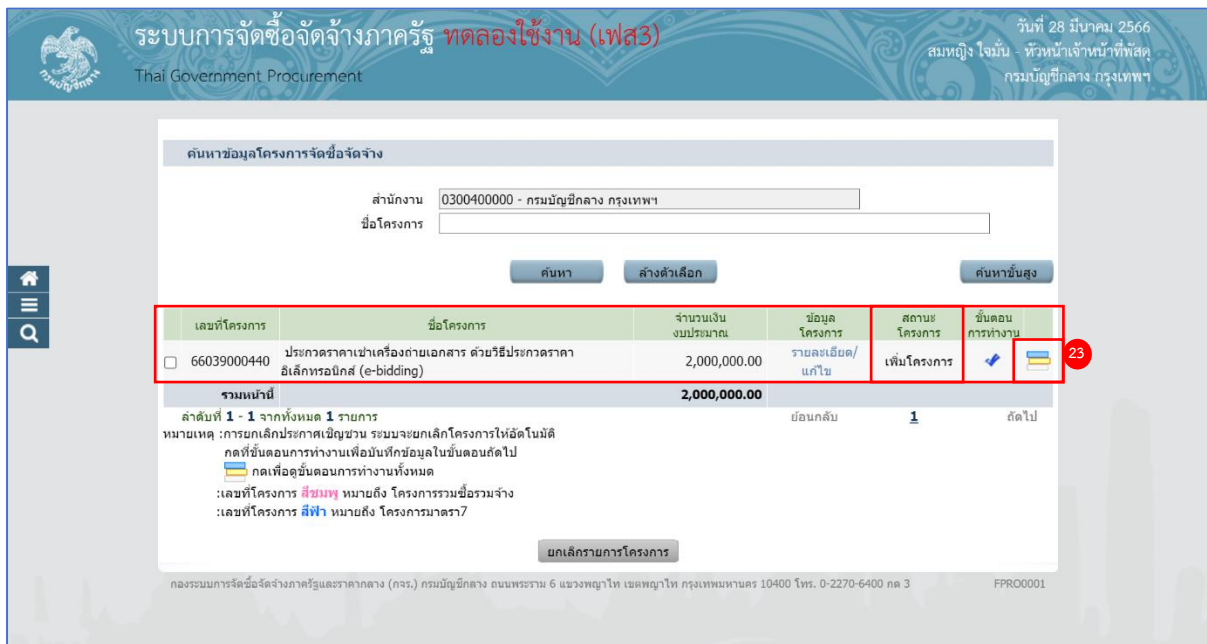 ระบบการจัดซื้อจัดจ้างภาครัฐ ทดลองใช้งาน (เฟส3)
Thai Government Procurement
วันที่ 28 มีนาคม 2566
สมหญิง ใจมั่น - หัวหน้าเจ้าหน้าที่พัสดุ
กรมบัญชีกลาง กรุงเทพฯ
กรมบัญชีกลาง
ค้นหาข้อมูลโครงการจัดซื้อจัดจ้าง
สำนักงาน 0300400000 - กรมบัญชีกลาง กรุงเทพฯ
ชื่อโครงการ
ค้นหา ล้างตัวเลือก ค้นหาขั้นสูง
เลขที่โครงการ ชื่อโครงการ จำนวนเงิน ข้อมูล สถานะ ขั้นตอน
งบประมาณ โครงการ โครงการ การทำงาน
66039000440 ประกวดราคาเช่าเครื่องถ่ายเอกสาร ด้วยวิธีประกวดราคา 2,000,000.00 รายละเอียด/ เพิ่มโครงการ 23
อิเล็กทรอนิกส์ (e-bidding) แก้ไข
รวมหน้านี้ 2,000,000.00
ลำดับที่ 1 - 1 จากทั้งหมด 1 รายการ ย้อนกลับ 1 ถัดไป
หมายเหตุ :การยกเลิกประกาศเชิญชวน ระบบจะยกเลิกโครงการให้อัตโนมัติ
กดที่ขั้นตอนการทำงานเพื่อบันทึกข้อมูลในขั้นตอนถัดไป
กดเพื่อดูขั้นตอนการทำงานทั้งหมด
:เลขที่โครงการ สีชมพู หมายถึง โครงการรวมซื้อรวมจ้าง
:เลขที่โครงการ สีฟ้า หมายถึง โครงการมาตรา7
ยกเลิกรายการโครงการ
กองระบบการจัดซื้อจัดจ้างภาครัฐและราคากลาง (กจร.) กรมบัญชีกลาง ถนนพระราม 6 แขวงพญาไท เขตพญาไท กรุงเทพมหานคร 10400 โทร. 0-2270-6400 กด 3 FPRO0001